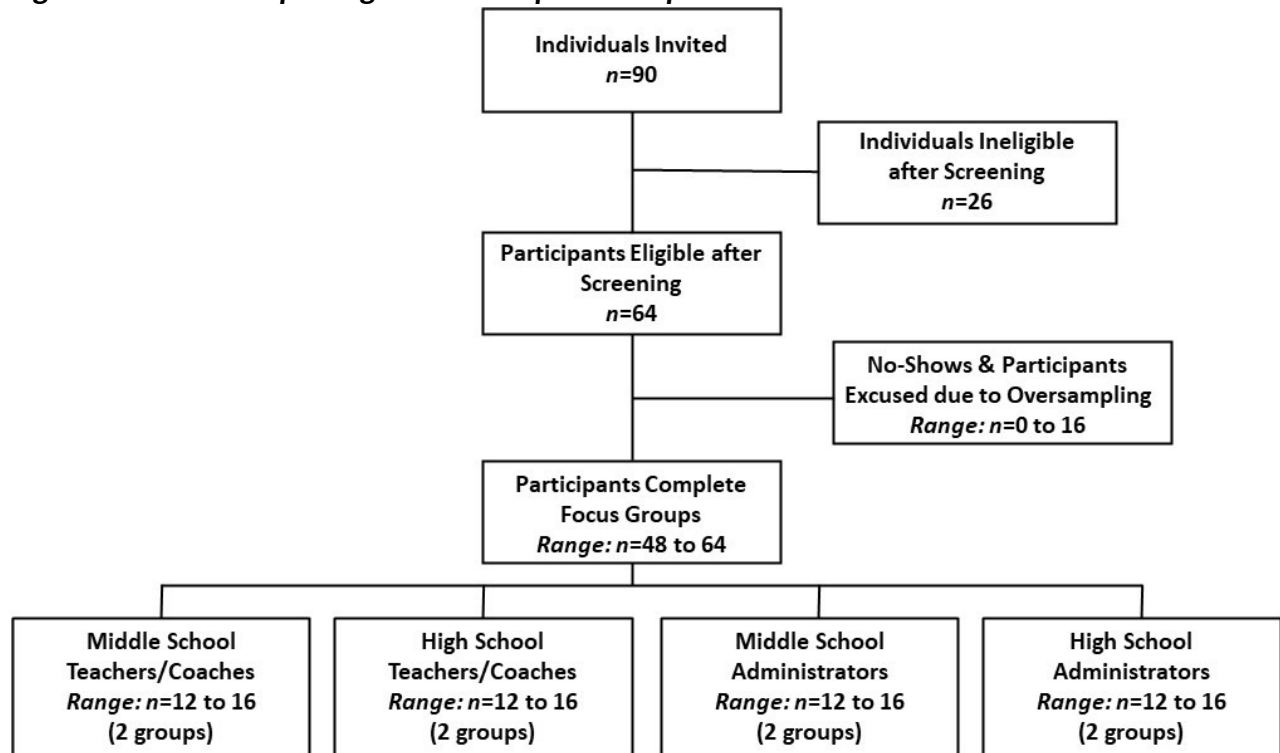 Individuals Invited
n=90
Individuals Ineligible
after Screening
n=26
Participants Eligible after
Screening
n=64
No-Shows & Participants
Excused due to Oversampling
Range: n=0 to 16
Participants Complete
Focus Groups
Range: n=48 to 64
Middle School
Teachers/Coaches
Range: n=12 to 16
(2 groups)
High School
Teachers/Coaches
Range: n=12 to 16
(2 groups)
Middle School
Administrators
Range: n=12 to 16
(2 groups)
High School
Administrators
Range: n=12 to 16
(2 groups)